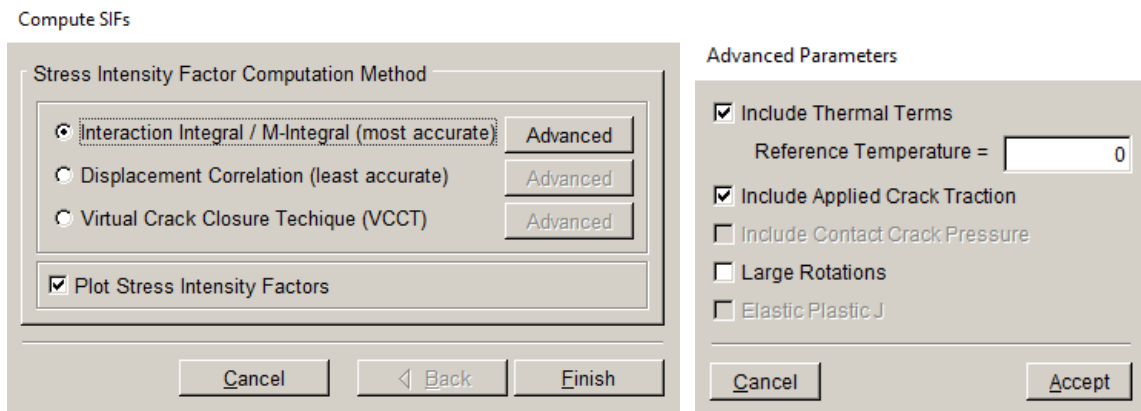 Compute SIFs
Stress Intensity Factor Computation Method
Interaction Integral / M-Integral (most accurate)
Advanced
Displacement Correlation (least accurate)
Advanced
Virtual Crack Closure Techique (VCCT)
Advanced
Plot Stress Intensity Factors
Cancel
Back
Finish
Advanced Parameters
Include Thermal Terms
Reference Temperature =
0
Include Applied Crack Traction
Include Contact Crack Pressure
Large Rotations
Elastic Plastic J
Cancel
Accept